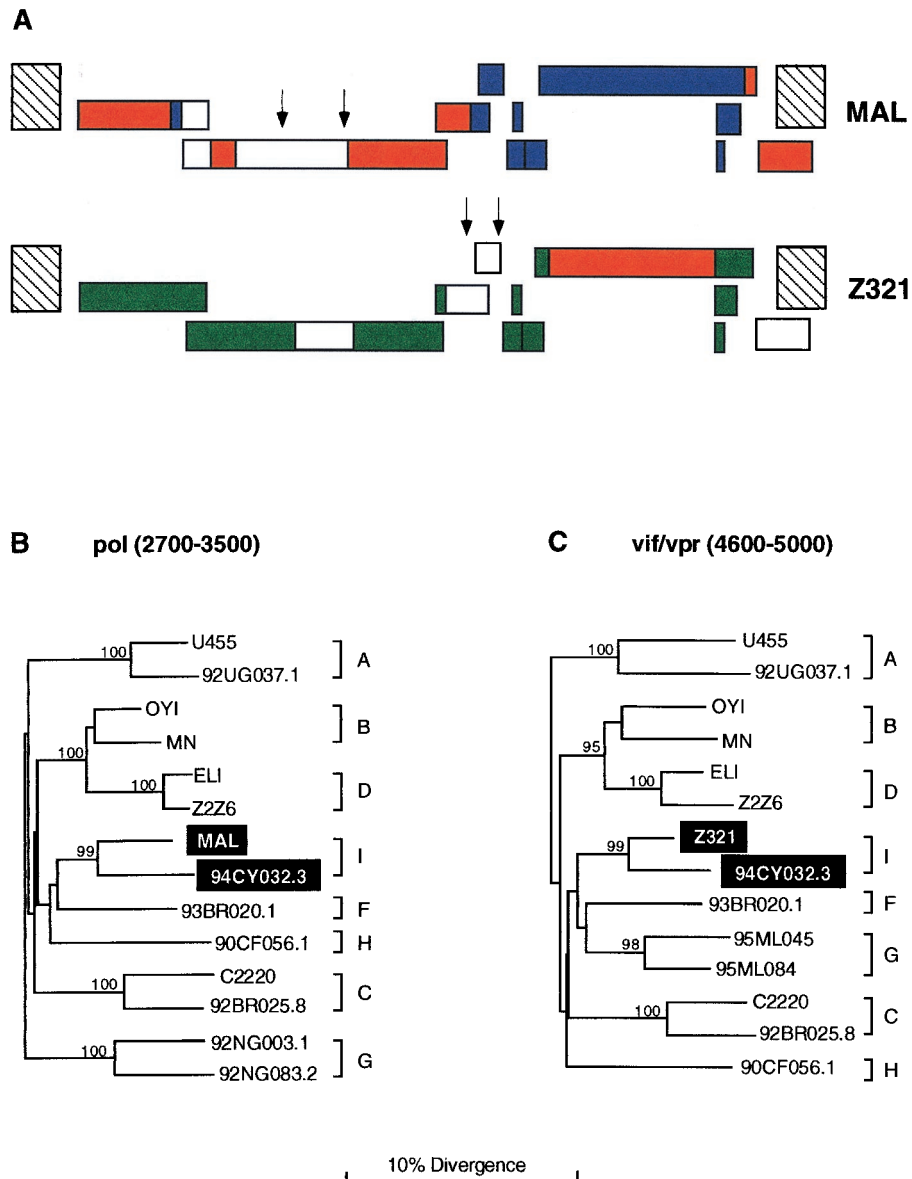 A
MAL
Z321
B pol (2700-3500)
100
U455
92UG037.1
A
OYI
MN
B
100
100
ELI
Z2Z6
D
99
MAL
94CY032.3
I
93BR020.1
F
90CF056.1
H
100
C2220
92BR025.8
C
100
92NG003.1
92NG083.2
G
C vif/vpr (4600-5000)
100
U455
92UG037.1
A
OYI
MN
B
95
100
ELI
Z2Z6
D
99
Z321
94CY032.3
I
93BR020.1
F
98
95ML045
95ML084
G
100
C2220
92BR025.8
C
90CF056.1
H
10% Divergence